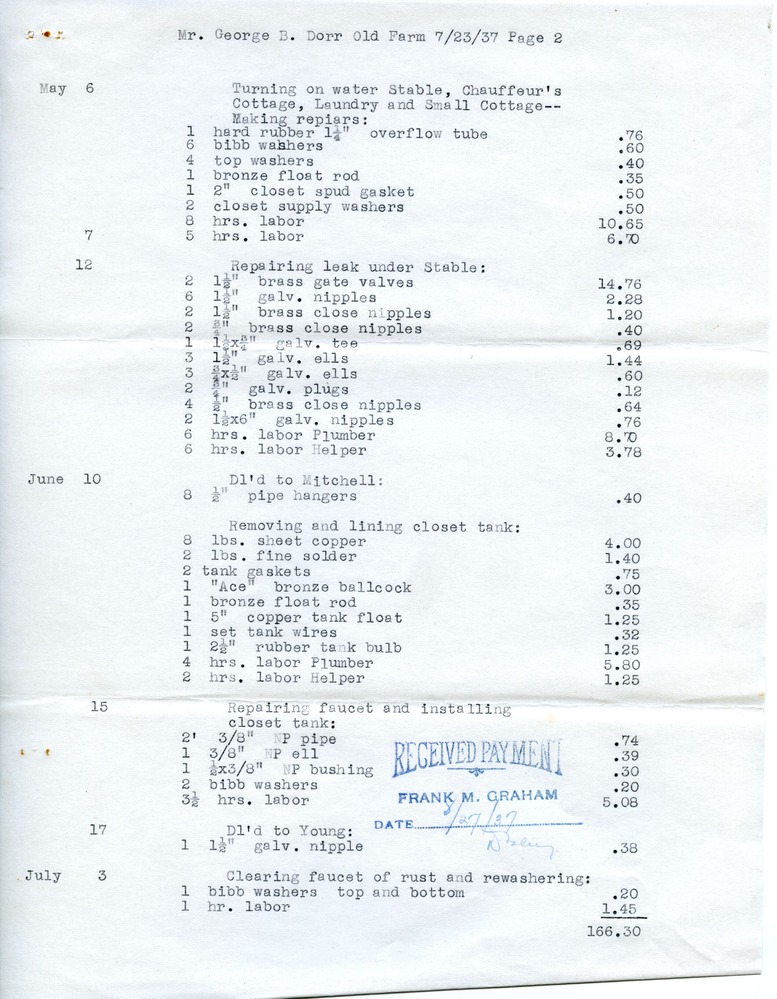 Mr. George B. Dorr Old Farm 7/23/37 Page 2
May 6 Turning on water Stable, Chauffeur's
Cottage, Laundry and Small Cottage--
Making repiars:
1 hard rubber 1¼" overflow tube .76
6 bibb washers .60
4 top washers .40
1 bronze float rod .35
1 2" closet spud gasket .50
2 closet supply washers .50
8 hrs. labor 10.65
7 5 hrs. labor 6.70
12 Repairing leak under Stable:
2 1½" brass gate valves 14.76
6 1½" galv. nipples 2.28
2 1½" brass close nipples 1.20
2 ¾" brass close nipples .40
1 1½x¾" galv. tee .69
3 1½" galv. ells 1.44
3 ¾x½" galv. ells .60
2 ¾" galv. plugs .12
4 ½" brass close nipples .64
2 1½x6" galv. nipples .76
6 hrs. labor Plumber 8.70
6 hrs. labor Helper 3.78
June 10 Dl'd to Mitchell:
8 ½" pipe hangers .40
Removing and lining closet tank:
8 lbs. sheet copper 4.00
2 lbs. fine solder 1.40
2 tank gaskets .75
1 "Ace" bronze ballcock 3.00
1 bronze float rod .35
1 5" copper tank float 1.25
1 set tank wires .32
1 2½" rubber tank bulb 1.25
4 hrs. labor Plumber 5.80
2 hrs. labor Helper 1.25
15 Repairing faucet and installing
closet tank:
2' 3/8" NP pipe .74
1 3/8" NP ell .39
1 ½x3/8" NP bushing .30
2 bibb washers .20
3½ hrs. labor 5.08
RECEIVED PAYMENT
FRANK M. GRAHAM
DATE 8/27/37
17 Dl'd to Young:
1 1½" galv. nipple .38
July 3 Clearing faucet of rust and rewashering:
1 bibb washers top and bottom .20
1 hr. labor 1.45
166.30